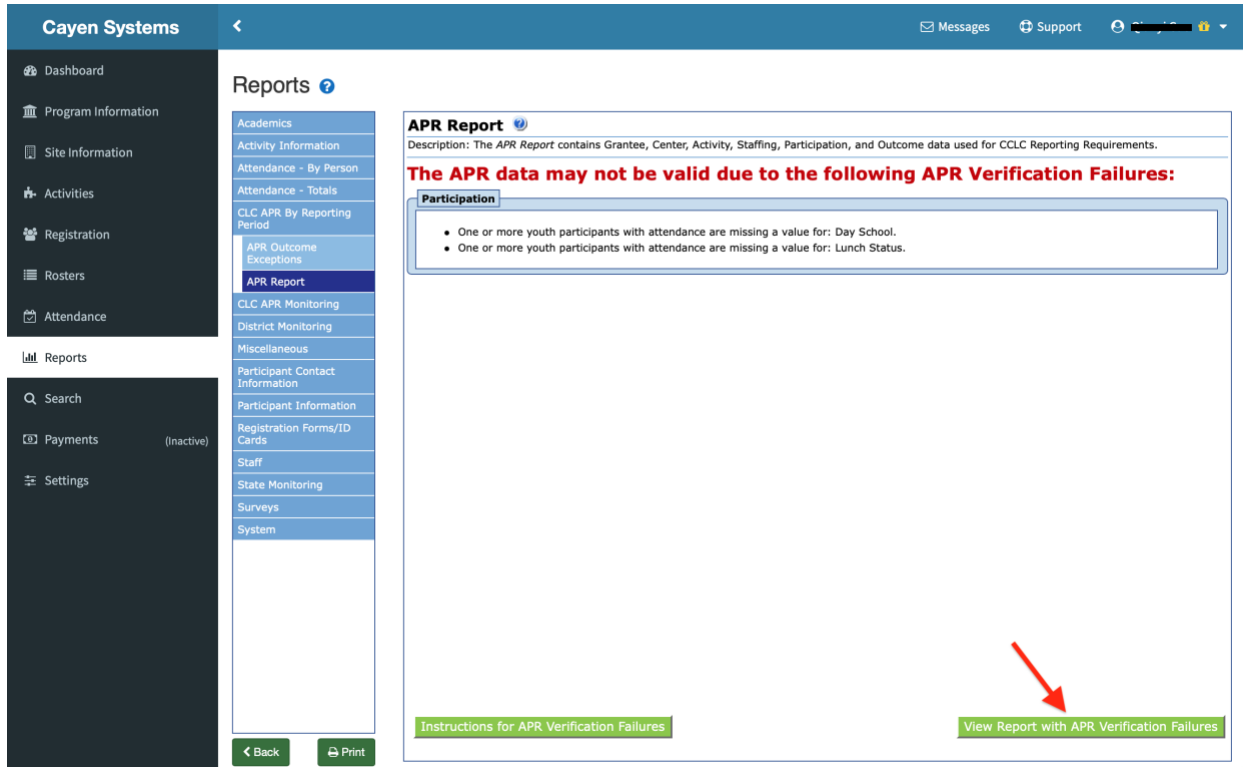 Cayen Systems
Messages
Support
Dashboard
Program Information
Site Information
Activities
Registration
Rosters
Attendance
Reports
Search
Payments (Inactive)
Settings
Reports
Academics
Activity Information
Attendance - By Person
Attendance - Totals
CLC APR By Reporting
Period
APR Outcome
Exceptions
APR Report
CLC APR Monitoring
District Monitoring
Miscellaneous
Participant Contact
Information
Participant Information
Registration Forms/ID
Cards
Staff
State Monitoring
Surveys
System
Back
Print
APR Report
Description: The APR Report contains Grantee, Center, Activity, Staffing, Participation, and Outcome data used for CCLC Reporting Requirements.
The APR data may not be valid due to the following APR Verification Failures:
Participation
• One or more youth participants with attendance are missing a value for: Day School.
• One or more youth participants with attendance are missing a value for: Lunch Status.
Instructions for APR Verification Failures
View Report with APR Verification Failures